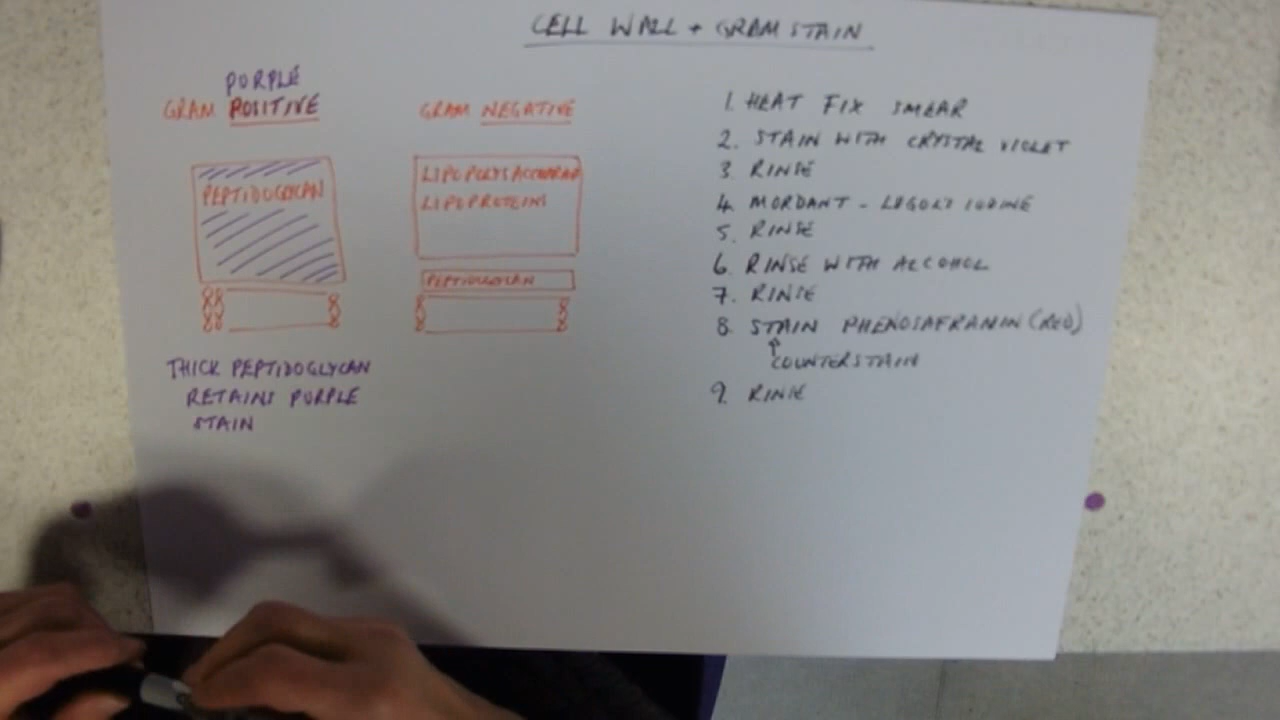 CELL WALL + GRAM STAIN
PURPLE
GRAM POSITIVE
PEPTIDOGLYCAN
THICK PEPTIDOGLYCAN
RETAINS PURPLE
STAIN
GRAM NEGATIVE
LIPOPOLYSACCHARAD
LIPOPROTEINS
PEPTIDOGLYCAN
1. HEAT FIX SMEAR
2. STAIN WITH CRYSTAL VIOLET
3. RINSE
4. MORDANT - LUGOL'S IODINE
5. RINSE
6. RINSE WITH ALCOHOL
7. RINSE
8. STAIN PHENOSAFRANIN (RED)
COUNTERSTAIN
9. RINSE